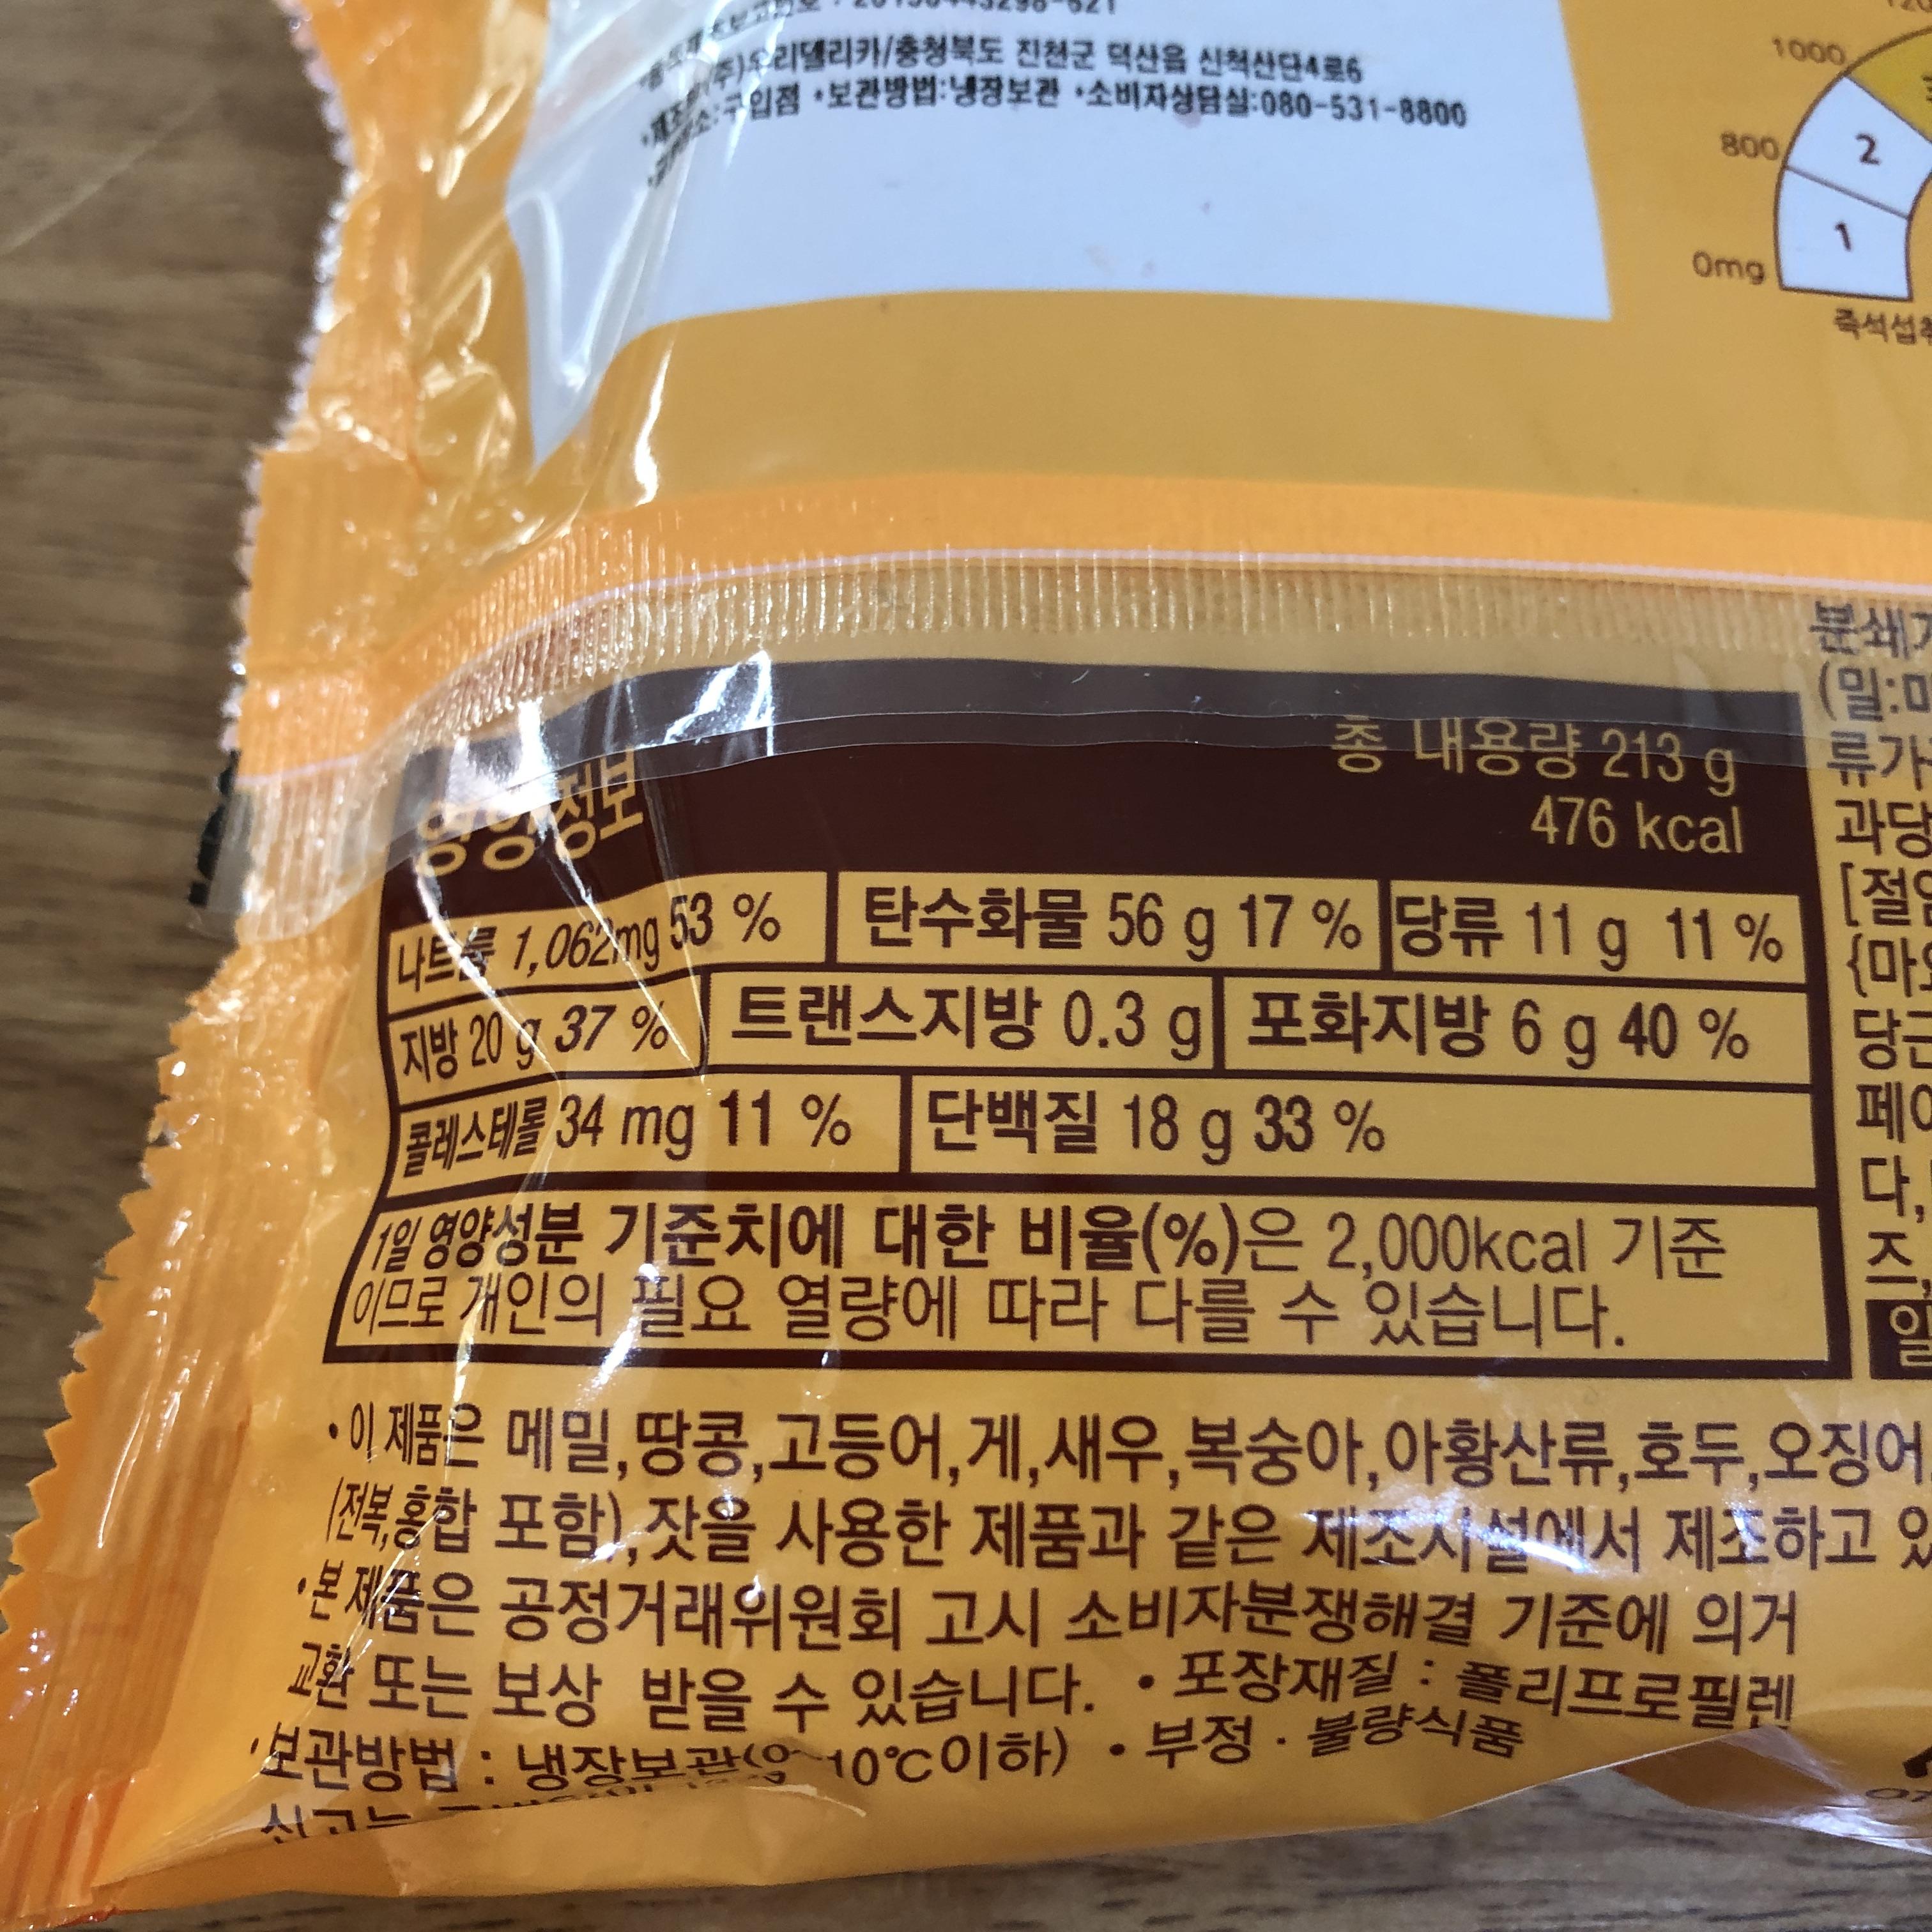 (주)우리델리카/충청북도 진천군 덕산읍 신척산단4로6
구입점 •보관방법:냉장보관 •소비자상담실:080-531-8800
1000
800
2
1
0mg
즉석섭
영양정보
총 내용량 213 g
476 kcal
나트륨 1,062mg 53 % 탄수화물 56 g 17 % 당류 11 g 11 %
지방 20 g 37 % 트랜스지방 0.3 g 포화지방 6 g 40 %
콜레스테롤 34 mg 11 % 단백질 18 g 33 %
1일 영양성분 기준치에 대한 비율(%)은 2,000kcal 기준
이므로 개인의 필요 열량에 따라 다를 수 있습니다.
분쇄
(밀:
류가
과당
[절
{마
당근
페
다,
즈,
일
•이 제품은 메밀,땅콩,고등어,게,새우,복숭아,아황산류,호두,오징어,
(전복,홍합 포함),잣을 사용한 제품과 같은 제조시설에서 제조하고
•본 제품은 공정거래위원회 고시 소비자분쟁해결 기준에 의거
교환 또는 보상 받을 수 있습니다. •포장재질 : 폴리프로필렌
•보관방법 : 냉장보관(0~10℃이하) •부정·불량식품
신고는